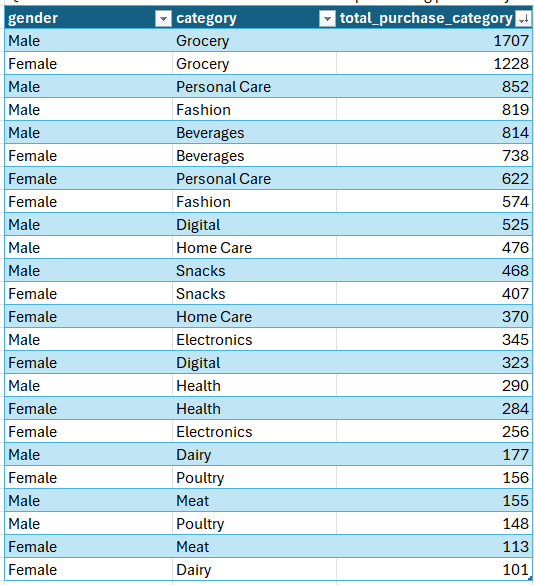 gender category total_purchase_category
Male Grocery 1707
Female Grocery 1228
Male Personal Care 852
Male Fashion 819
Male Beverages 814
Female Beverages 738
Female Personal Care 622
Female Fashion 574
Male Digital 525
Male Home Care 476
Male Snacks 468
Female Snacks 407
Female Home Care 370
Male Electronics 345
Female Digital 323
Male Health 290
Female Health 284
Female Electronics 256
Male Dairy 177
Female Poultry 156
Male Meat 155
Male Poultry 148
Female Meat 113
Female Dairy 101